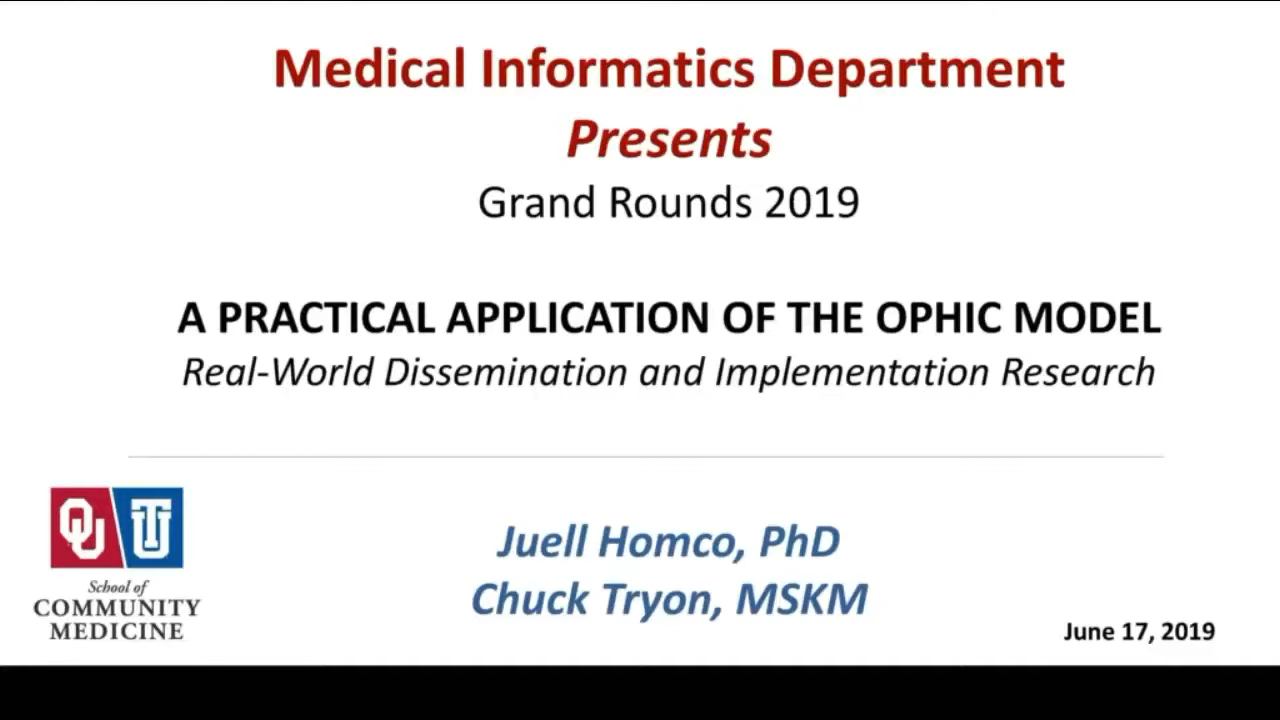 Medical Informatics Department
Presents
Grand Rounds 2019
A PRACTICAL APPLICATION OF THE OPHIC MODEL
Real-World Dissemination and Implementation Research
OU TU
School of
COMMUNITY
MEDICINE
Juell Homco, PhD
Chuck Tryon, MSKM
June 17, 2019